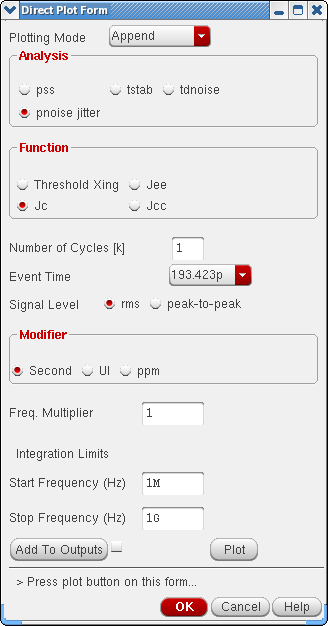 Direct Plot Form
Plotting Mode Append
Analysis
pss tstab tdnoise
pnoise jitter
Function
Threshold Xing Jee
Jc Jcc
Number of Cycles [k] 1
Event Time 193.423p
Signal Level rms peak-to-peak
Modifier
Second UI ppm
Freq. Multiplier 1
Integration Limits
Start Frequency (Hz) 1M
Stop Frequency (Hz) 1G
Add To Outputs Plot
> Press plot button on this form...
OK Cancel Help